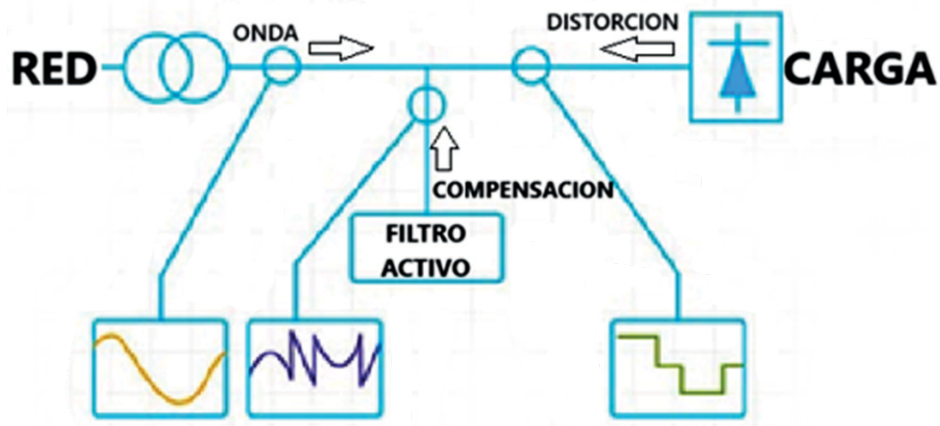 ONDA
DISTORCION
RED
CARGA
COMPENSACION
FILTRO
ACTIVO